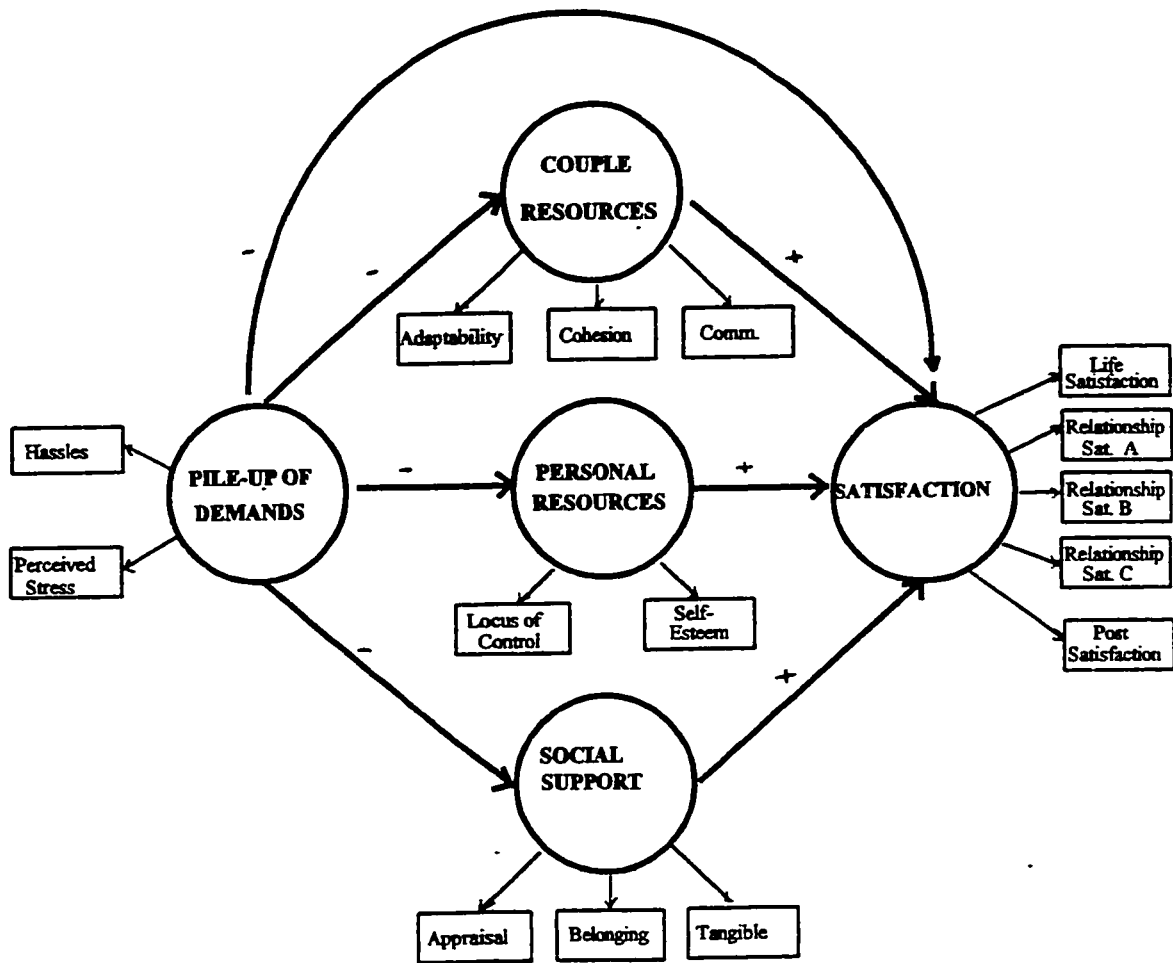 COUPLE
RESOURCES
-
-
+
Adaptability
Cohesion
Comm.
Life
Satisfaction
Hassles
Relationship
Sat. A
PILE-UP OF
DEMANDS
-
PERSONAL
RESOURCES
+
SATISFACTION
Relationship
Sat. B
Perceived
Stress
Relationship
Sat. C
Locus of
Control
Self-
Esteem
Post
Satisfaction
-
+
SOCIAL
SUPPORT
Appraisal
Belonging
Tangible